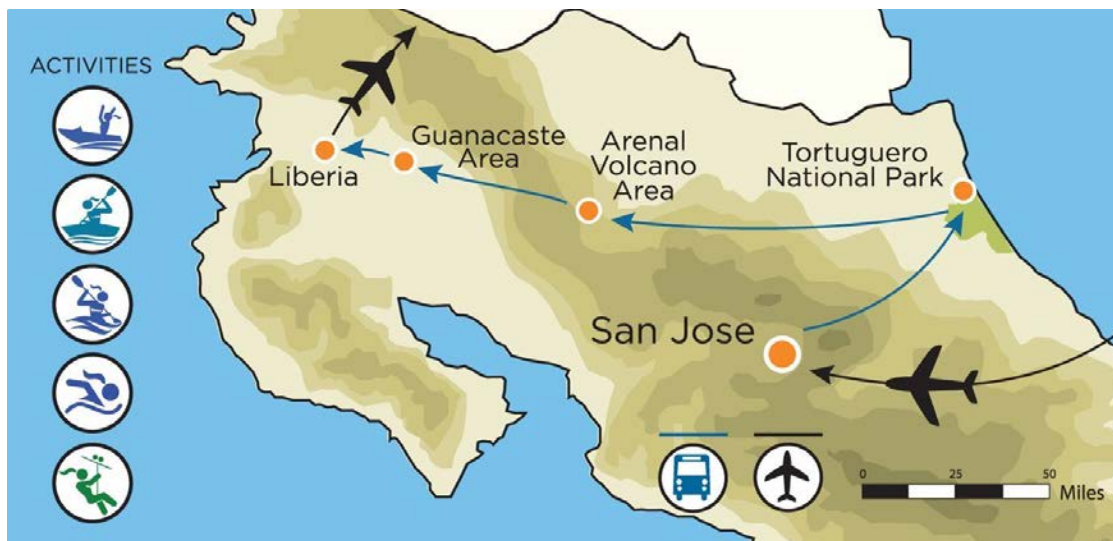 ACTIVITIES
Guanacaste
Area
Liberia
Arenal
Volcano
Area
Tortuguero
National Park
San Jose
0 25 50
Miles